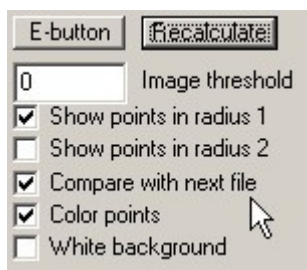 E-button Recalculate
0 Image threshold
Show points in radius 1
Show points in radius 2
Compare with next file
Color points
White background